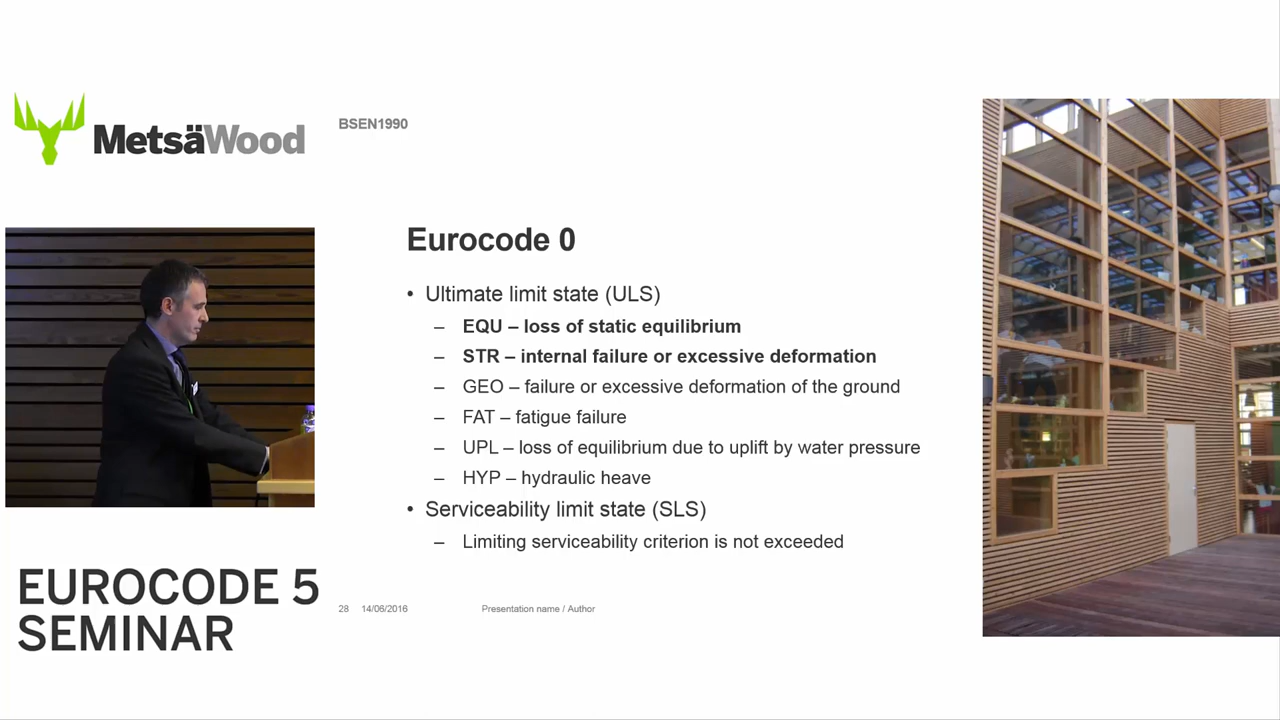 MetsäWood
BSEN1990
Eurocode 0
• Ultimate limit state (ULS)
– EQU – loss of static equilibrium
– STR – internal failure or excessive deformation
– GEO – failure or excessive deformation of the ground
– FAT – fatigue failure
– UPL – loss of equilibrium due to uplift by water pressure
– HYP – hydraulic heave
• Serviceability limit state (SLS)
– Limiting serviceability criterion is not exceeded
EUROCODE 5
SEMINAR
28 14/06/2016 Presentation name / Author